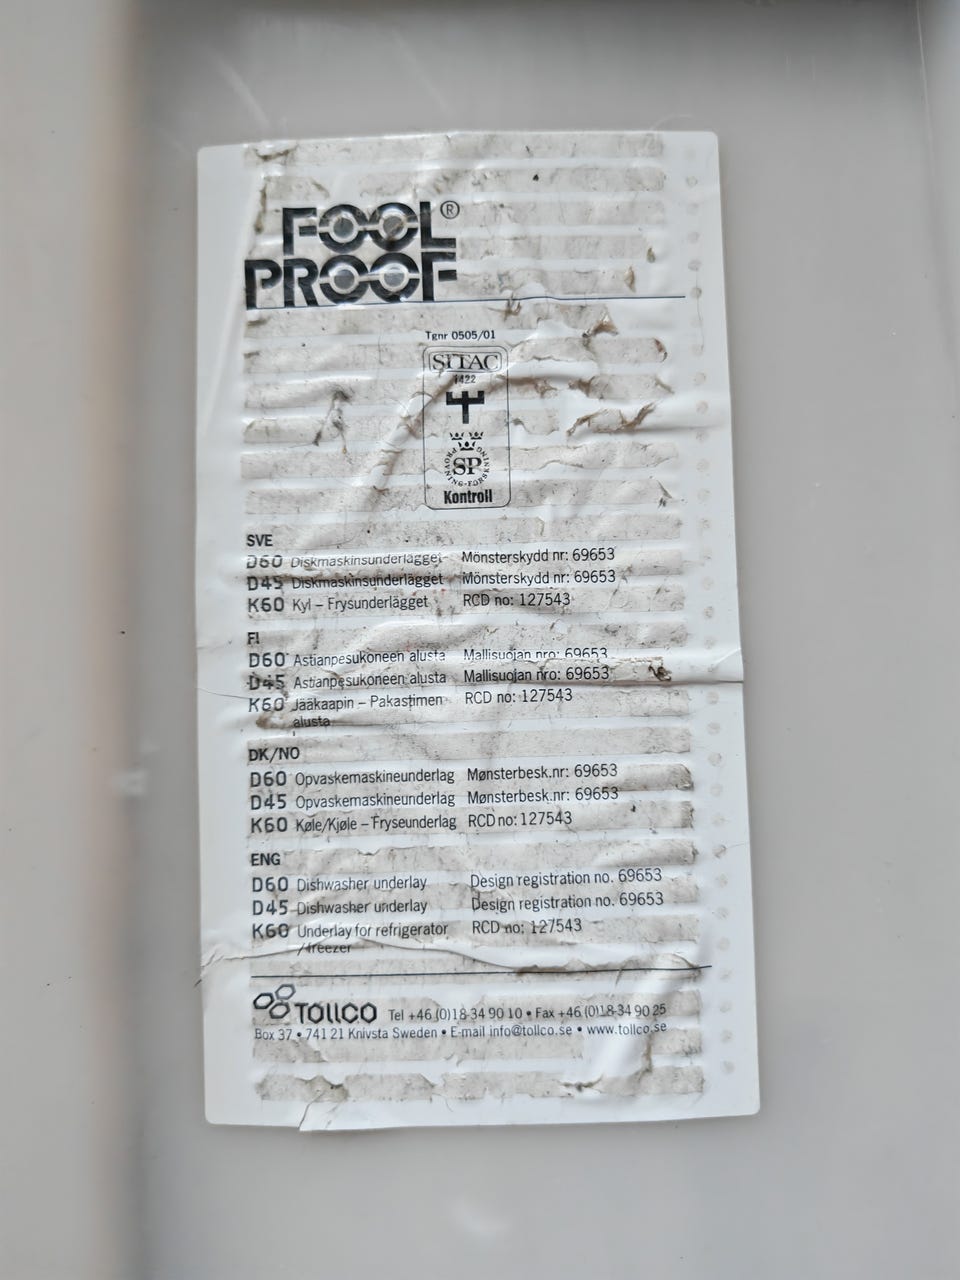 FOOL®
PROOF
Tgnr 0505/01
SITAC
1422
PROVNING-FORSKNING
SP
Kontroll
SVE
D60 Diskmaskinsunderlägget Mönsterskydd nr: 69653
D45 Diskmaskinsunderlägget Mönsterskydd nr: 69653
K60 Kyl – Frysunderlägget RCD no: 127543
FI
D60 Astianpesukoneen alusta Mallisuojan nro: 69653
D45 Astianpesukoneen alusta Mallisuojan nro: 69653
K60 Jääkaapin – Pakastimen RCD no: 127543
alusta
DK/NO
D60 Opvaskemaskineunderlag Mønsterbesk.nr: 69653
D45 Opvaskemaskineunderlag Mønsterbesk.nr: 69653
K60 Køle/Kjøle – Fryseunderlag RCD no: 127543
ENG
D60 Dishwasher underlay Design registration no. 69653
D45 Dishwasher underlay Design registration no. 69653
K60 Underlay for refrigerator RCD no: 127543
/freezer
TOLLCO Tel +46 (0)18-34 90 10 • Fax +46 (0)18-34 90 25
Box 37 • 741 21 Knivsta Sweden • E-mail info@tollco.se • www.tollco.se